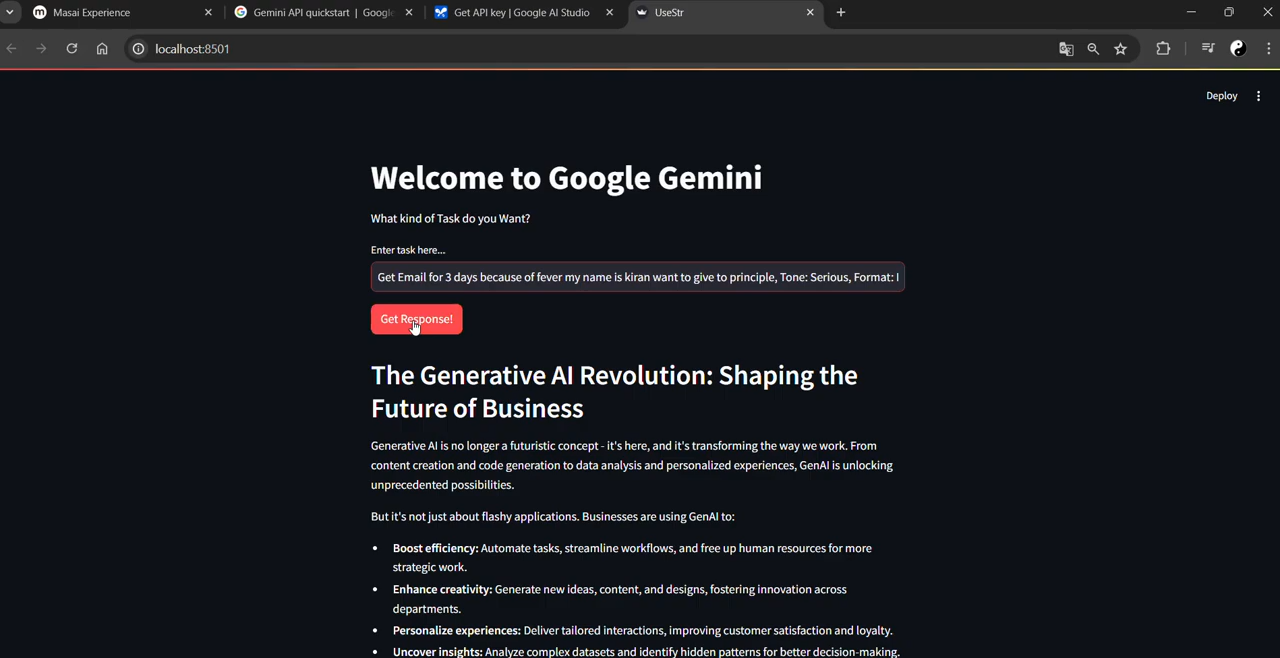 Masai Experience
Gemini API quickstart | Google
Get API key | Google AI Studio
UseStr
localhost:8501
Deploy
Welcome to Google Gemini
What kind of Task do you Want?
Enter task here...
Get Email for 3 days because of fever my name is kiran want to give to principle, Tone: Serious, Format:
Get Response!
The Generative AI Revolution: Shaping the
Future of Business
Generative AI is no longer a futuristic concept - it's here, and it's transforming the way we work. From
content creation and code generation to data analysis and personalized experiences, GenAI is unlocking
unprecedented possibilities.
But it's not just about flashy applications. Businesses are using GenAI to:
• Boost efficiency: Automate tasks, streamline workflows, and free up human resources for more
strategic work.
• Enhance creativity: Generate new ideas, content, and designs, fostering innovation across
departments.
• Personalize experiences: Deliver tailored interactions, improving customer satisfaction and loyalty.
• Uncover insights: Analyze complex datasets and identify hidden patterns for better decision-making.